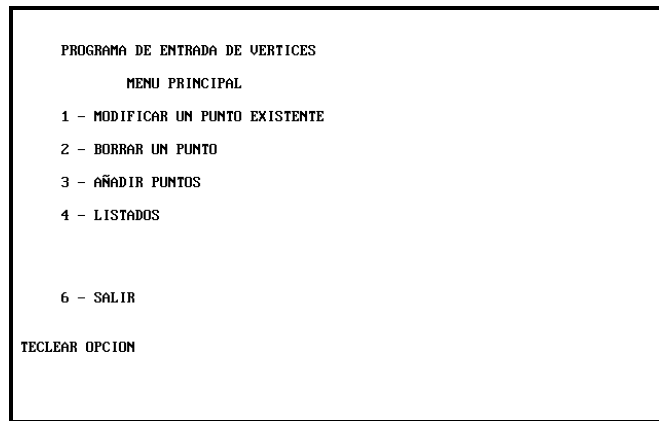 PROGRAMA DE ENTRADA DE VERTICES
MENU PRINCIPAL
1 - MODIFICAR UN PUNTO EXISTENTE
2 - BORRAR UN PUNTO
3 - AÑADIR PUNTOS
4 - LISTADOS
6 - SALIR
TECLEAR OPCION